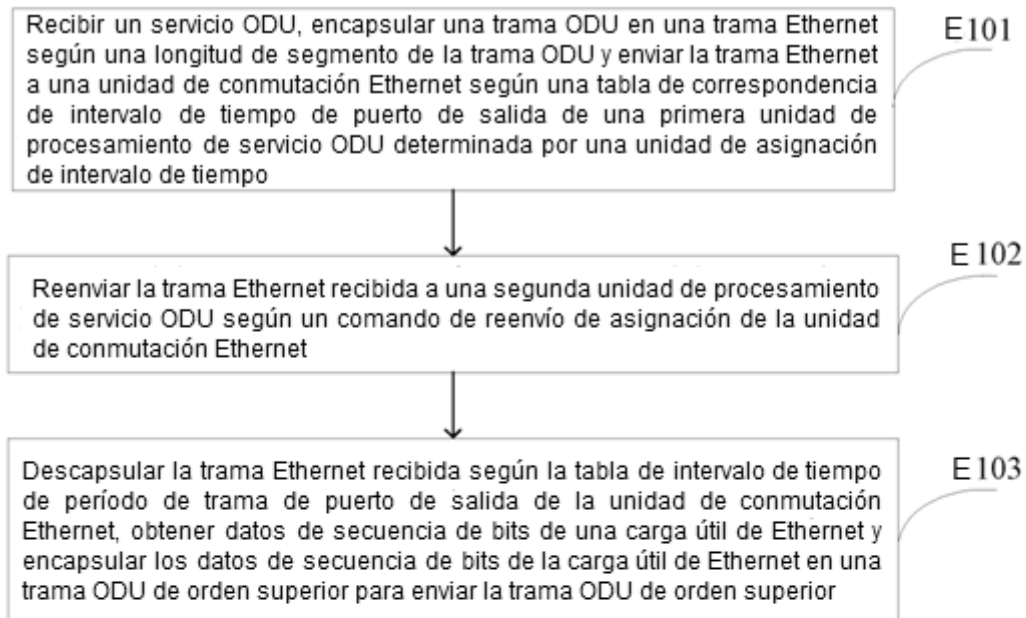 Recibir un servicio ODU, encapsular una trama ODU en una trama Ethernet
según una longitud de segmento de la trama ODU y enviar la trama Ethernet
a una unidad de conmutación Ethernet según una tabla de correspondencia
de intervalo de tiempo de puerto de salida de una primera unidad de
procesamiento de servicio ODU determinada por una unidad de asignación
de intervalo de tiempo
E101
Reenviar la trama Ethernet recibida a una segunda unidad de procesamiento
de servicio ODU según un comando de reenvío de asignación de la unidad
de conmutación Ethernet
E102
Descapsular la trama Ethernet recibida según la tabla de intervalo de tiempo
de período de trama de puerto de salida de la unidad de conmutación
Ethernet, obtener datos de secuencia de bits de una carga útil de Ethernet y
encapsular los datos de secuencia de bits de la carga útil de Ethernet en una
trama ODU de orden superior para enviar la trama ODU de orden superior
E103